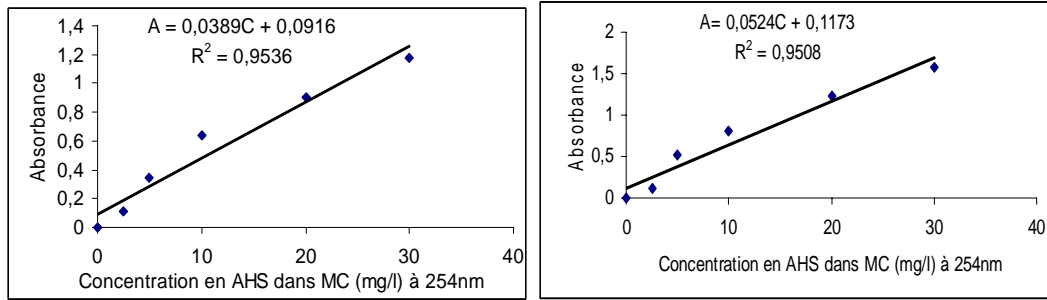 A= 0,0389C + 0,0916
R² = 0,9536
1,4
1,2
1
0,8
0,6
0,4
0,2
0
Absorbance
0 10 20 30 40
Concentration en AHS dans MC (mg/l) à 254nm
A= 0,0524C + 0,1173
R² = 0,9508
2
1,5
1
0,5
0
Absorbance
0 10 20 30 40
Concentration en AHS dans MC (mg/l) à 254nm